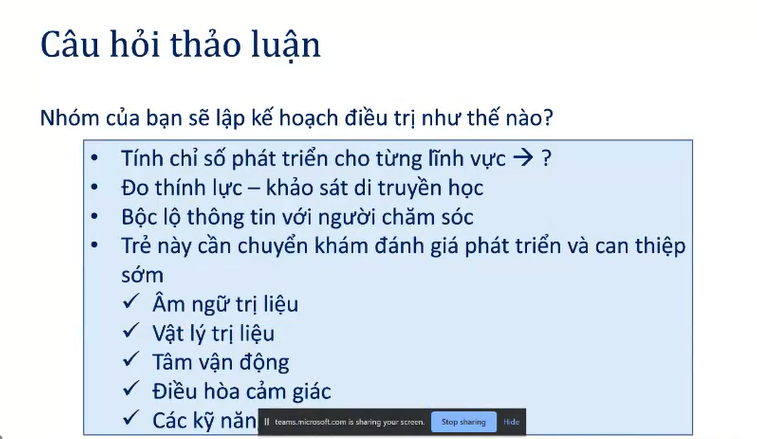 Câu hỏi thảo luận
Nhóm của bạn sẽ lập kế hoạch điều trị như thế nào?
• Tính chỉ số phát triển cho từng lĩnh vực → ?
• Đo thính lực – khảo sát di truyền học
• Bộc lộ thông tin với người chăm sóc
• Trẻ này cần chuyển khám đánh giá phát triển và can thiệp
sớm
✓ Âm ngữ trị liệu
✓ Vật lý trị liệu
✓ Tâm vận động
✓ Điều hòa cảm giác
✓ Các kỹ năn
teams.microsoft.com is sharing your screen. Stop sharing Hide